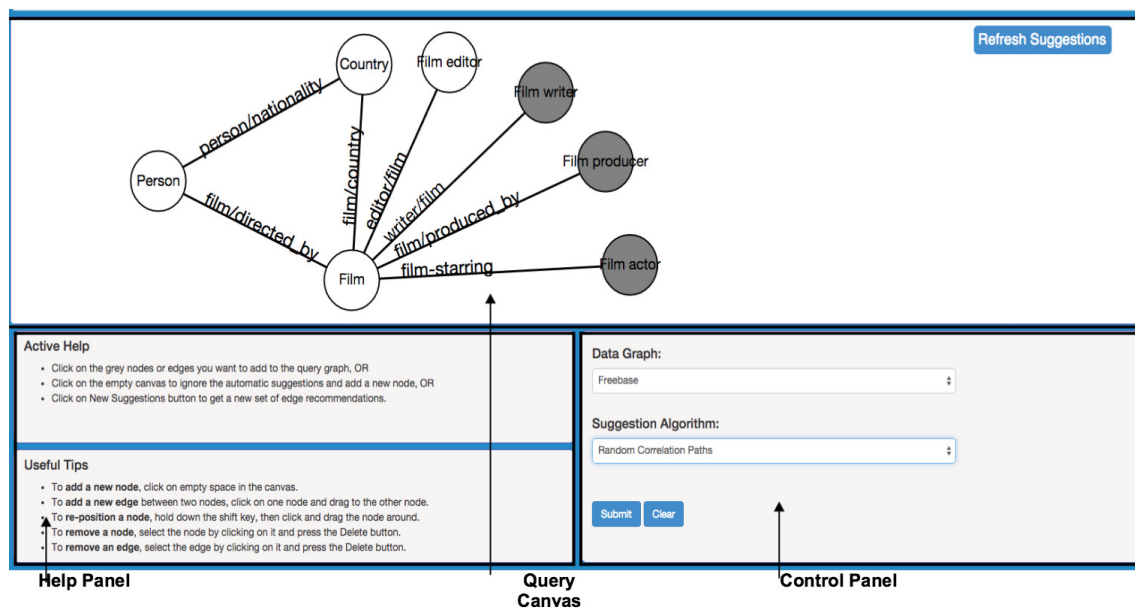 Refresh Suggestions
Country
Film editor
Film writer
person/nationality
film/country
editor/film
Film producer
Person
writer/film
film/directed_by
film/produced_by
Film
film-starring
Film actor
Active Help
• Click on the grey nodes or edges you want to add to the query graph, OR
• Click on the empty canvas to ignore the automatic suggestions and add a new node, OR
• Click on New Suggestions button to get a new set of edge recommendations.
Useful Tips
• To add a new node, click on empty space in the canvas.
• To add a new edge between two nodes, click on one node and drag to the other node.
• To re-position a node, hold down the shift key, then click and drag the node around.
• To remove a node, select the node by clicking on it and press the Delete button.
• To remove an edge, select the edge by clicking on it and press the Delete button.
Data Graph:
Freebase
Suggestion Algorithm:
Random Correlation Paths
Submit Clear
Help Panel
Query
Canvas
Control Panel